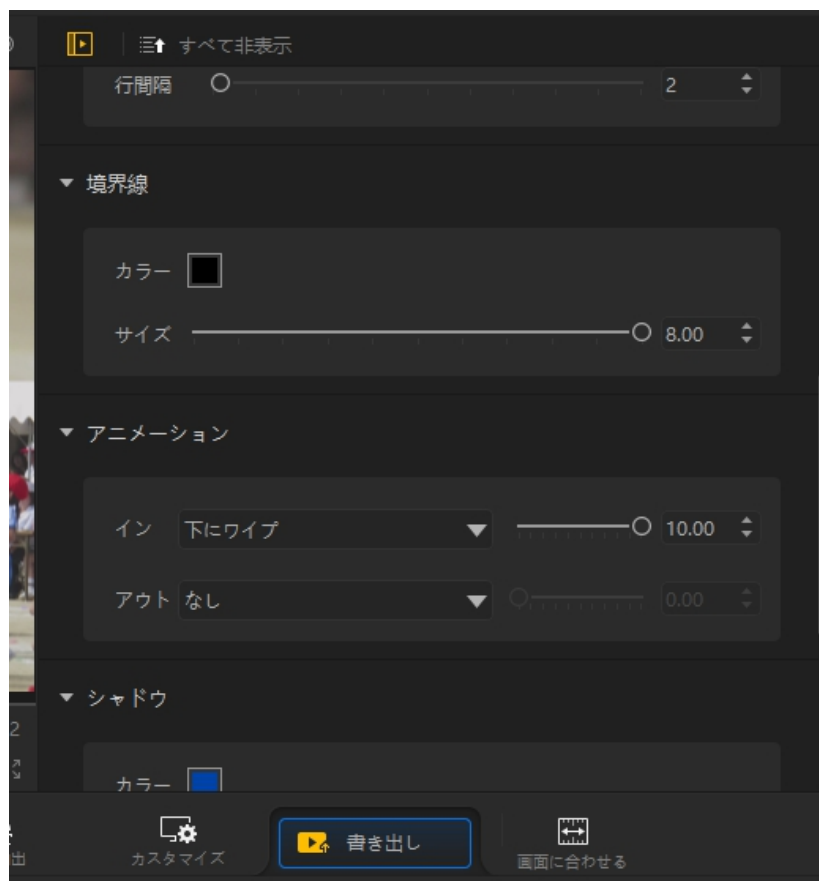 すべて非表示
行間隔 2
境界線
カラー
サイズ 8.00
アニメーション
イン 下にワイプ 10.00
アウト なし 0.00
シャドウ
2
カラー
カスタマイズ
書き出し
画面に合わせる
出